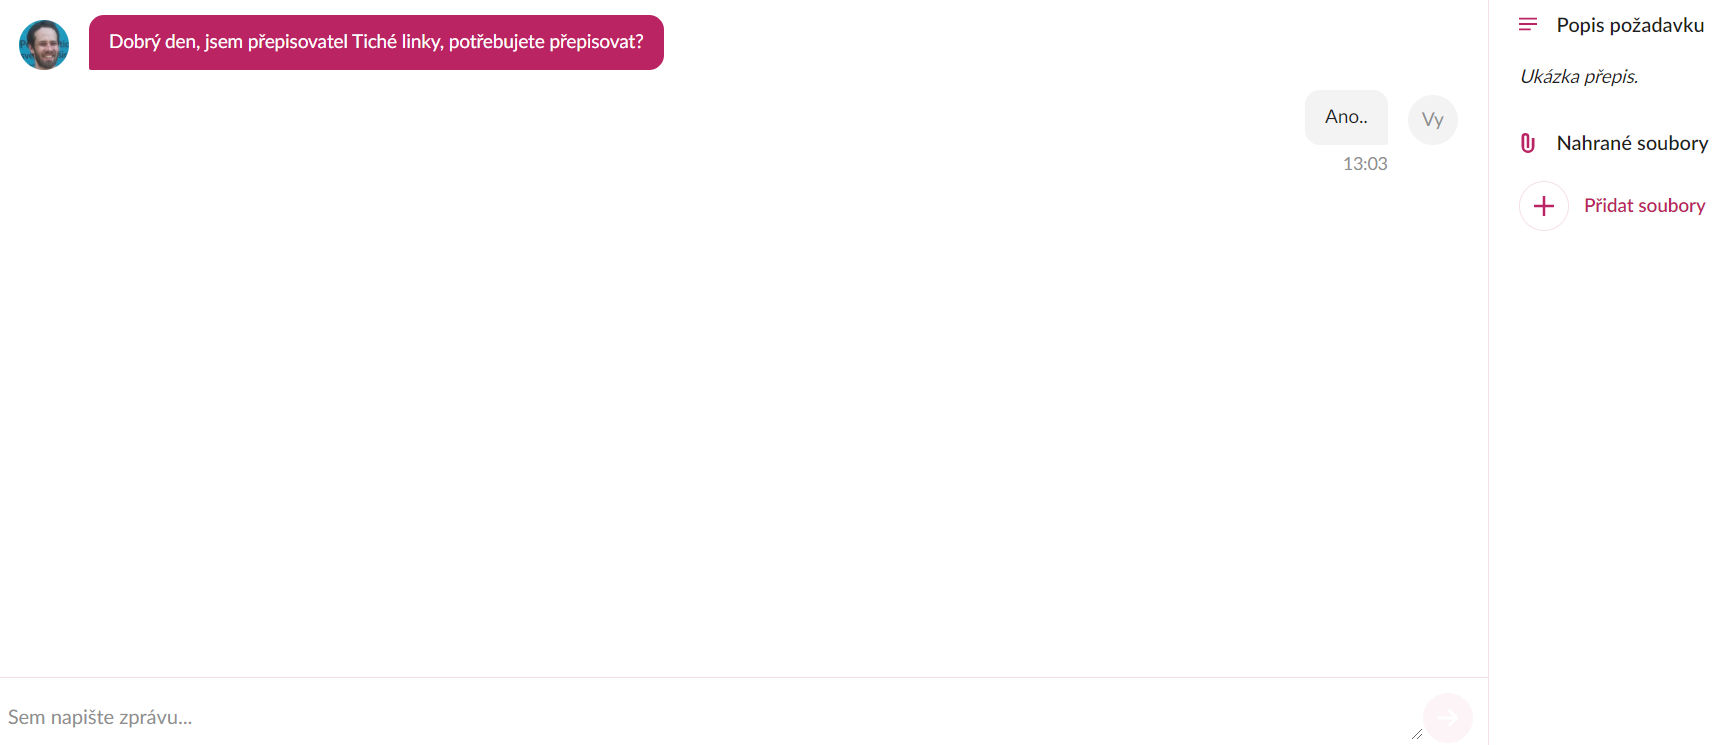 Dobrý den, jsem přepisovatel Tiché linky, potřebujete přepisovat?
Ano..
Vy
13:03
Sem napište zprávu...
Popis požadavku
Ukázka přepis.
Nahrané soubory
Přidat soubory